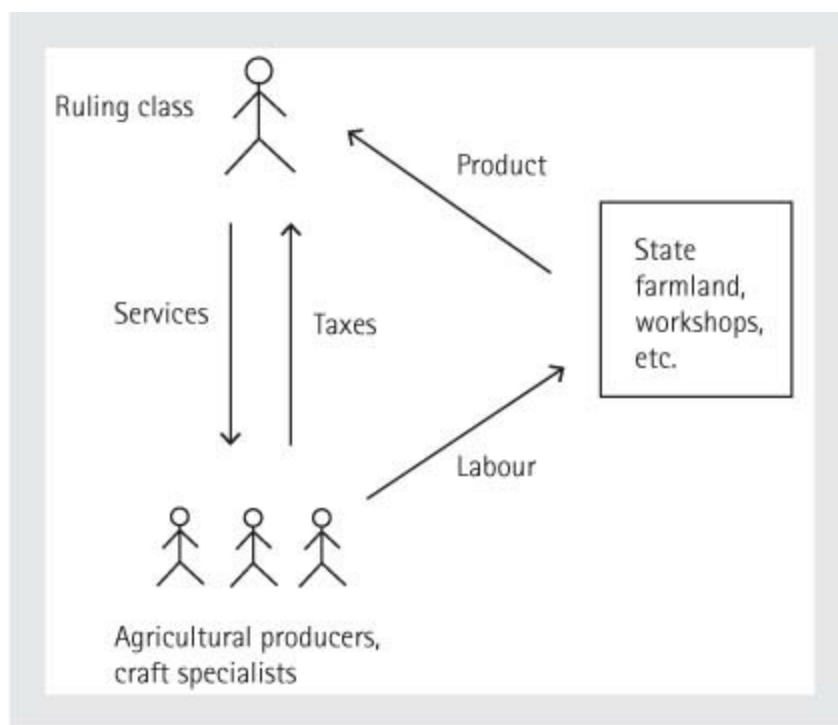 Ruling class
Product
State
farmland,
workshops,
etc.
Services
Taxes
Labour
Agricultural producers,
craft specialists